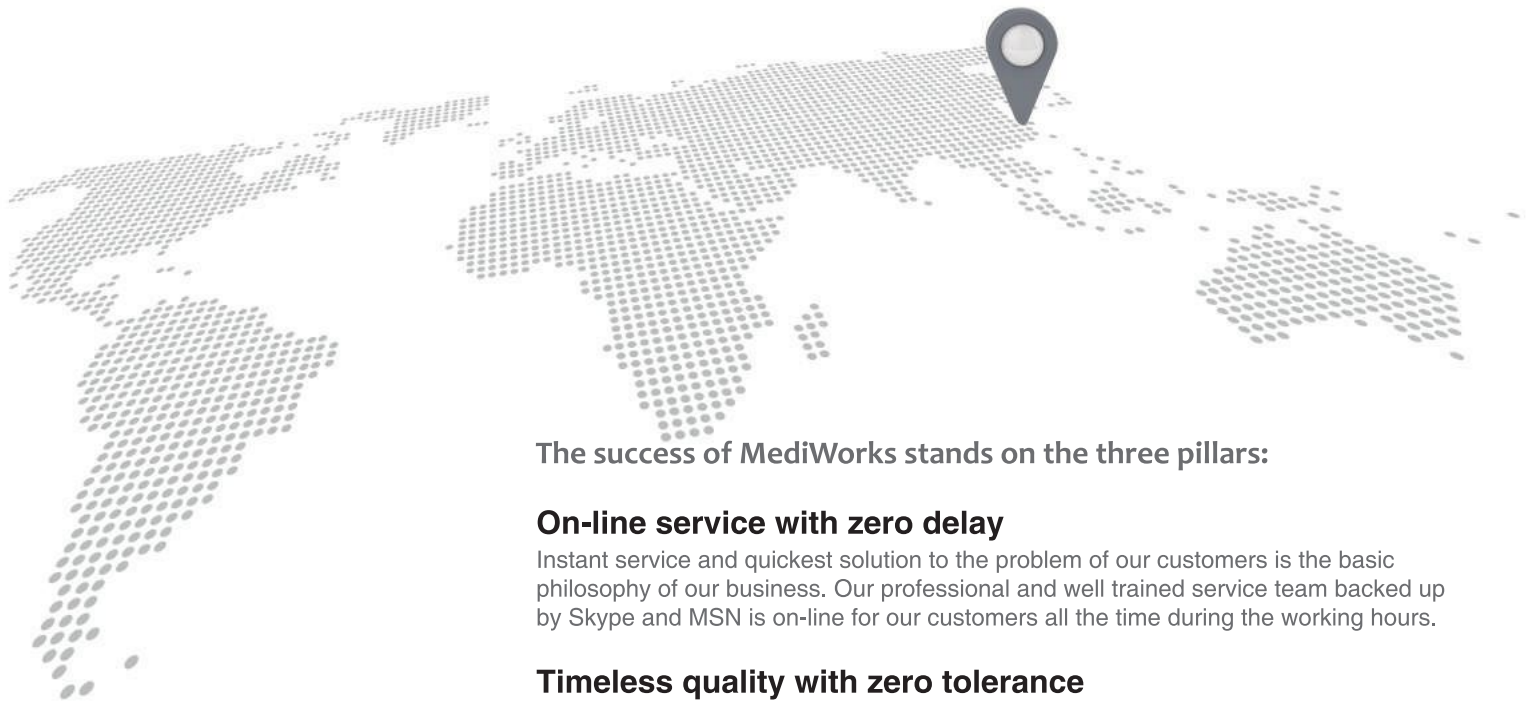 The success of MediWorks stands on the three pillars:
On-line service with zero delay
Instant service and quickest solution to the problem of our customers is the basic
philosophy of our business. Our professional and well trained service team backed up
by Skype and MSN is on-line for our customers all the time during the working hours.
Timeless quality with zero tolerance